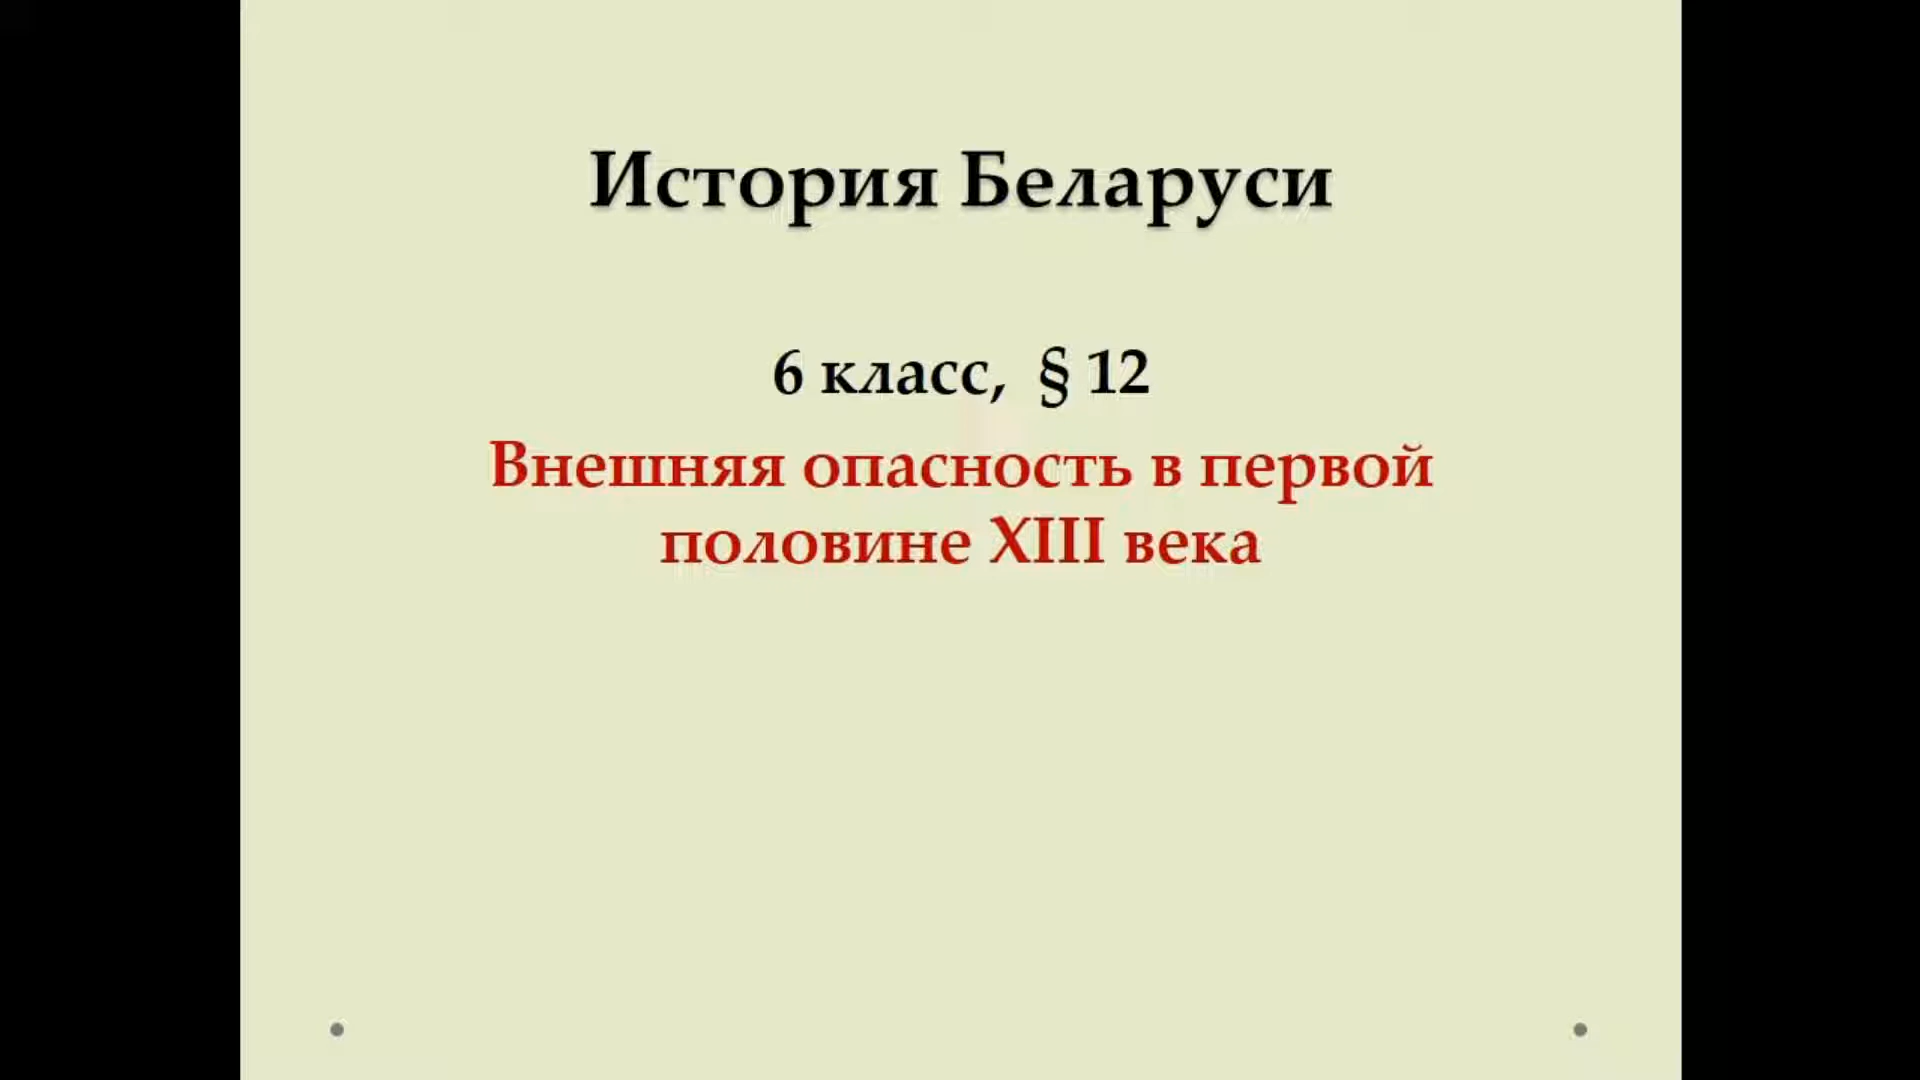 История Беларуси
6 класс, § 12
Внешняя опасность в первой
половине XIII века